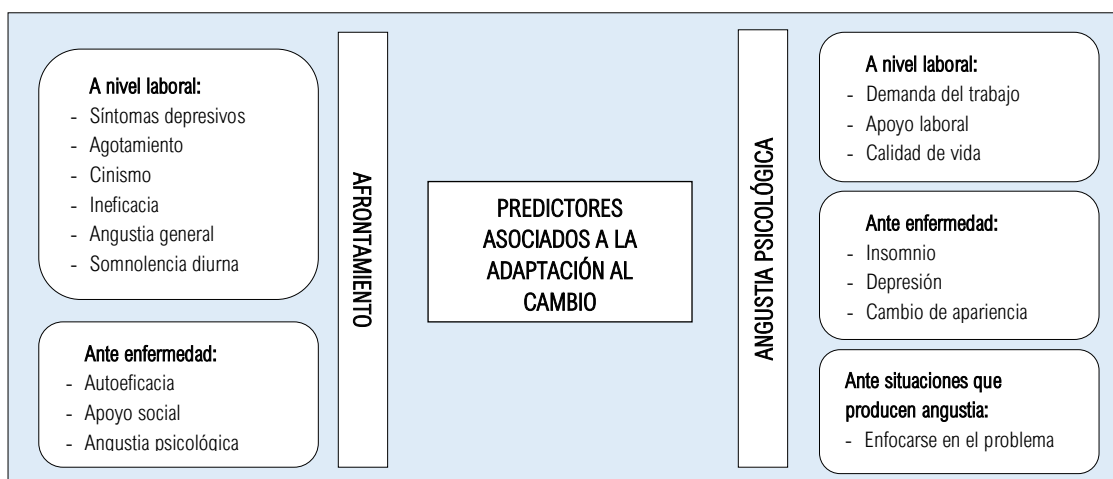 A nivel laboral:
- Síntomas depresivos
- Agotamiento
- Cinismo
- Ineficacia
- Angustia general
- Somnolencia diurna
Ante enfermedad:
- Autoeficacia
- Apoyo social
- Angustia psicológica
AFRONTAMIENTO
PREDICTORES
ASOCIADOS A LA
ADAPTACIÓN AL
CAMBIO
ANGUSTIA PSICOLÓGICA
A nivel laboral:
- Demanda del trabajo
- Apoyo laboral
- Calidad de vida
Ante enfermedad:
- Insomnio
- Depresión
- Cambio de apariencia
Ante situaciones que
producen angustia:
- Enfocarse en el problema